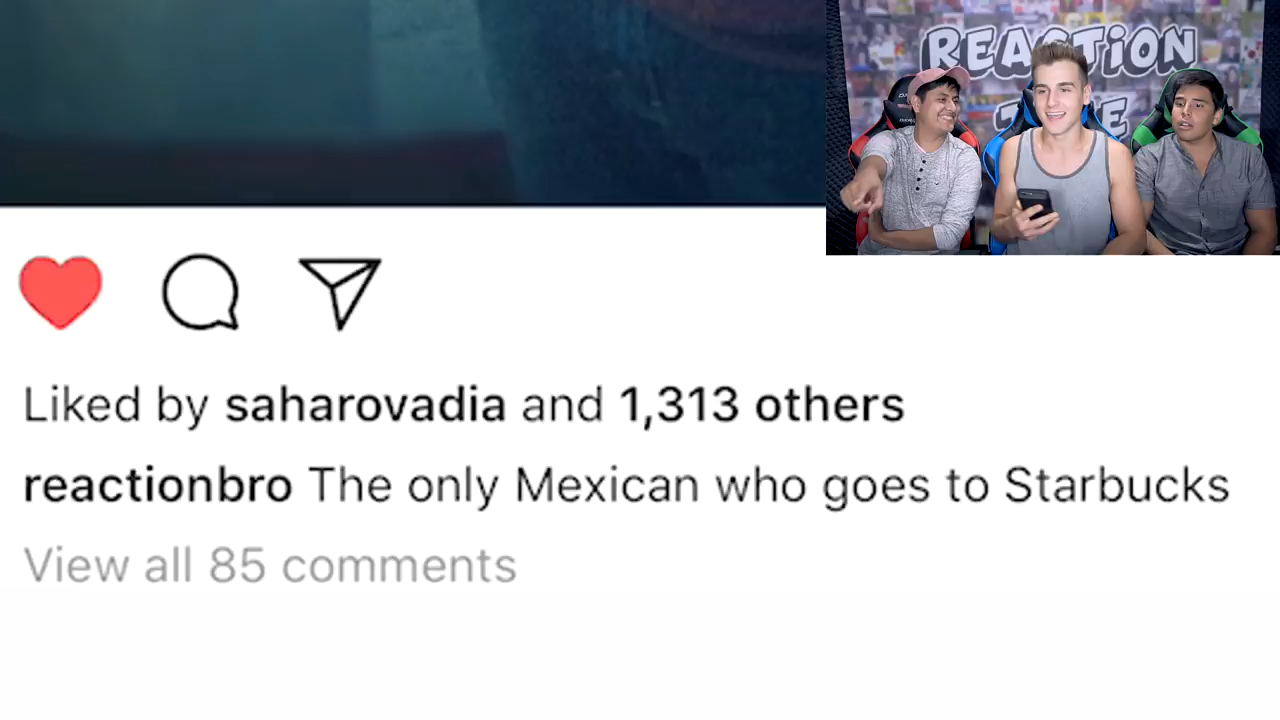 REACTION
Liked by saharovadia and 1,313 others
reactionbro The only Mexican who goes to Starbucks
View all 85 comments